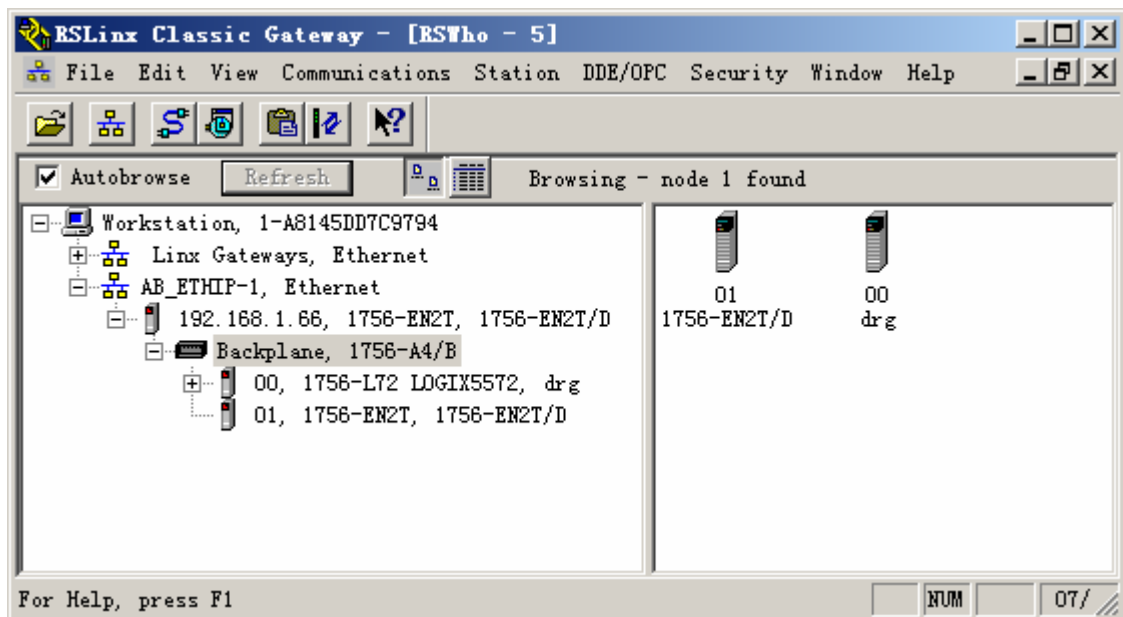 RSLinx Classic Gateway - [RSWho - 5]
File Edit View Communications Station DDE/OPC Security Window Help
Autobrowse Refresh Browsing - node 1 found
Workstation, 1-A8145DD7C9794
Linx Gateways, Ethernet
AB_ETHIP-1, Ethernet
192.168.1.66, 1756-EN2T, 1756-EN2T/D
Backplane, 1756-A4/B
00, 1756-L72 LOGIX5572, drg
01, 1756-EN2T, 1756-EN2T/D
01 00
1756-EN2T/D drg
For Help, press F1 NUM 07/